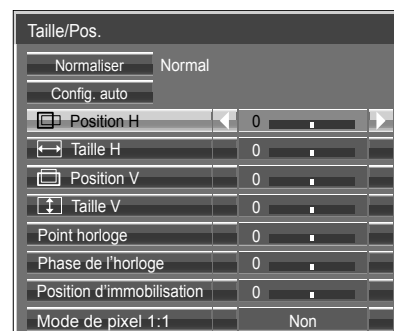 Taille/Pos.
Normaliser Normal
Config. auto
Position H 0
Taille H 0
Position V 0
Taille V 0
Point horloge 0
Phase de l’horloge 0
Position d’immobilisation 0
Mode de pixel 1:1 Non